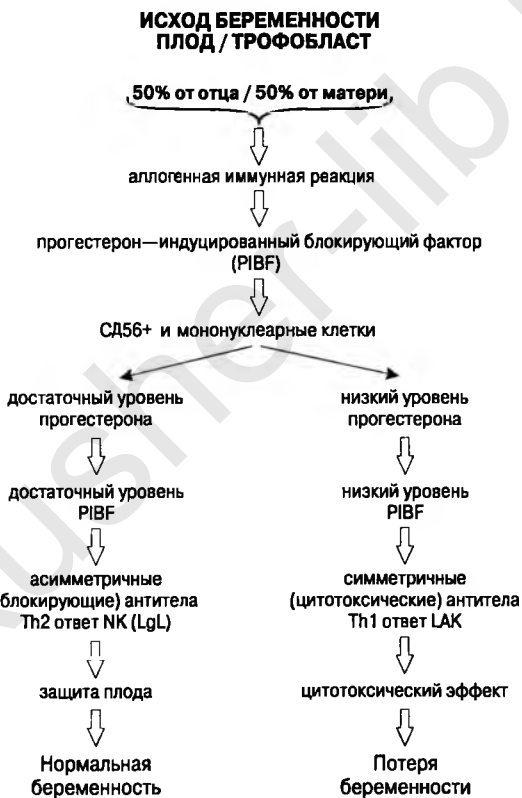 ИСХОД БЕРЕМЕННОСТИ
ПЛОД / ТРОФОБЛАСТ
50% от отца / 50% от матери
аллогенная иммунная реакция
прогестерон—индуцированный блокирующий фактор
(PIBF)
СД56+ и мононуклеарные клетки
достаточный уровень
прогестерона
достаточный уровень
PIBF
асимметричные
блокирующие) антитела
Th2 ответ NK (LgL)
защита плода
Нормальная
беременность
низкий уровень
прогестерона
низкий уровень
PIBF
симметричные
(цитотоксические) антитела
Th1 ответ LAK
цитотоксический эффект
Потеря
беременности